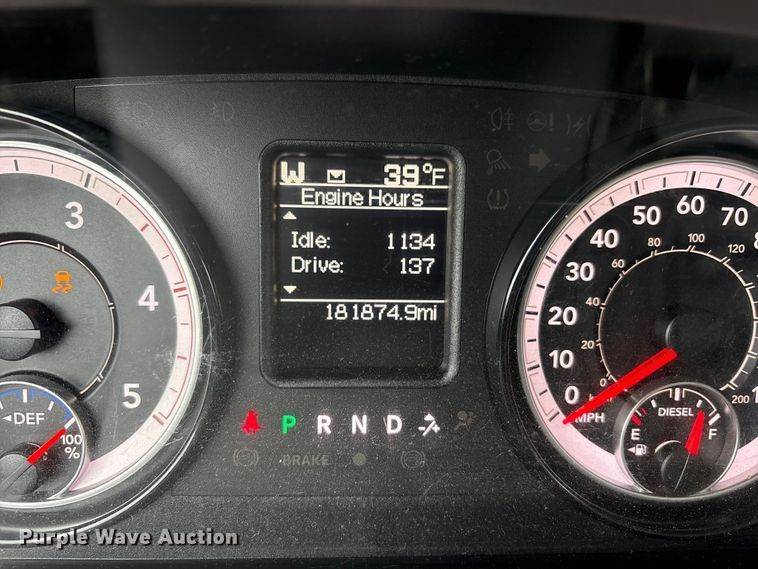 W 39°F
Engine Hours
Idle: 1134
Drive: 137
181874.9mi
3
4
5
◄DEF
100
%
P R N D
BRAKE
0 10 20 30 40 50 60 70
MPH
0 20 40 60 80 100 120
200
DIESEL
E F
Purple Wave Auction